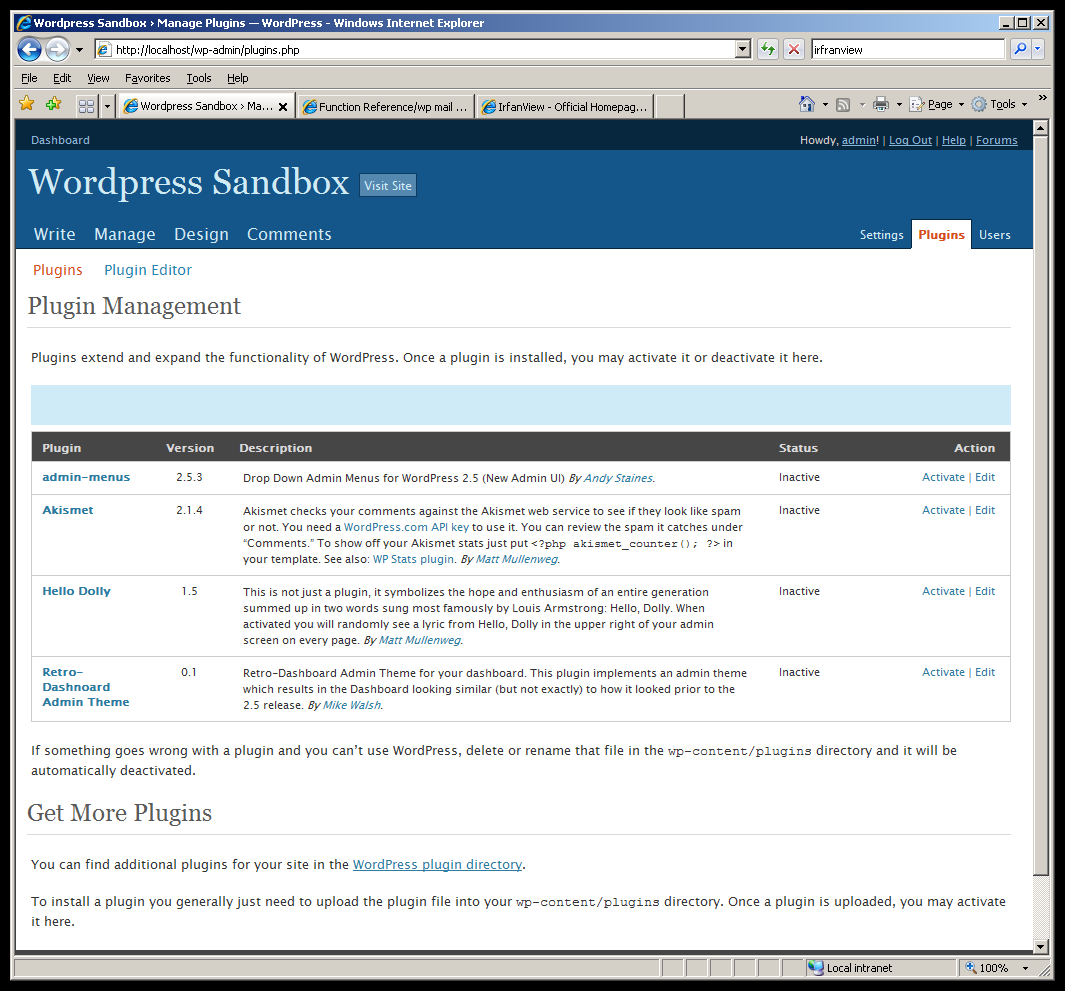 Wordpress Sandbox › Manage Plugins — WordPress - Windows Internet Explorer
http://localhost/wp-admin/plugins.php
irfranview
File Edit View Favorites Tools Help
Wordpress Sandbox › Ma... Function Reference/wp mail ... IrfanView - Official Homepag... Page Tools »
Dashboard Howdy, admin! | Log Out | Help | Forums
Wordpress Sandbox Visit Site
Write Manage Design Comments Settings Plugins Users
Plugins Plugin Editor
Plugin Management
Plugins extend and expand the functionality of WordPress. Once a plugin is installed, you may activate it or deactivate it here.
Plugin Version Description Status Action
admin-menus 2.5.3 Drop Down Admin Menus for WordPress 2.5 (New Admin UI) By Andy Staines. Inactive Activate | Edit
Akismet 2.1.4 Akismet checks your comments against the Akismet web service to see if they look like spam Inactive Activate | Edit
or not. You need a WordPress.com API key to use it. You can review the spam it catches under
“Comments.” To show off your Akismet stats just put <?php akismet_counter(); ?> in
your template. See also: WP Stats plugin. By Matt Mullenweg.
Hello Dolly 1.5 This is not just a plugin, it symbolizes the hope and enthusiasm of an entire generation Inactive Activate | Edit
summed up in two words sung most famously by Louis Armstrong: Hello, Dolly. When
activated you will randomly see a lyric from Hello, Dolly in the upper right of your admin
screen on every page. By Matt Mullenweg.
Retro- 0.1 Retro-Dashboard Admin Theme for your dashboard. This plugin implements an admin theme Inactive Activate | Edit
Dashnoard which results in the Dashboard looking similar (but not exactly) to how it looked prior to the
Admin Theme 2.5 release. By Mike Walsh.
If something goes wrong with a plugin and you can’t use WordPress, delete or rename that file in the wp-content/plugins directory and it will be
automatically deactivated.
Get More Plugins
You can find additional plugins for your site in the WordPress plugin directory.
To install a plugin you generally just need to upload the plugin file into your wp-content/plugins directory. Once a plugin is uploaded, you may activate
it here.
Local intranet 100%